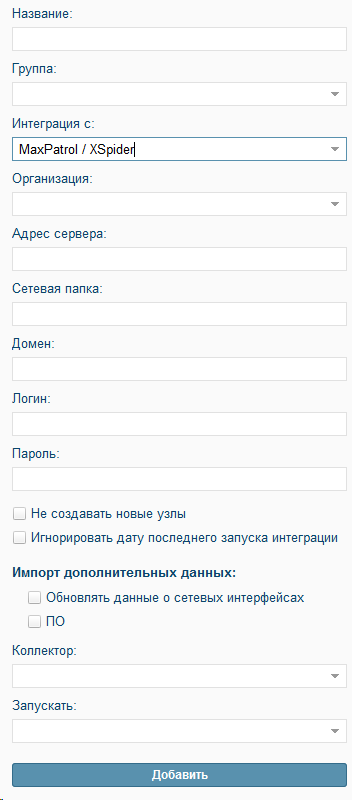 Название:
Группа:
Интеграция с:
MaxPatrol / XSpider
Организация:
Адрес сервера:
Сетевая папка:
Домен:
Логин:
Пароль:
Не создавать новые узлы
Игнорировать дату последнего запуска интеграции
Импорт дополнительных данных:
Обновлять данные о сетевых интерфейсах
ПО
Коллектор:
Запускать:
Добавить